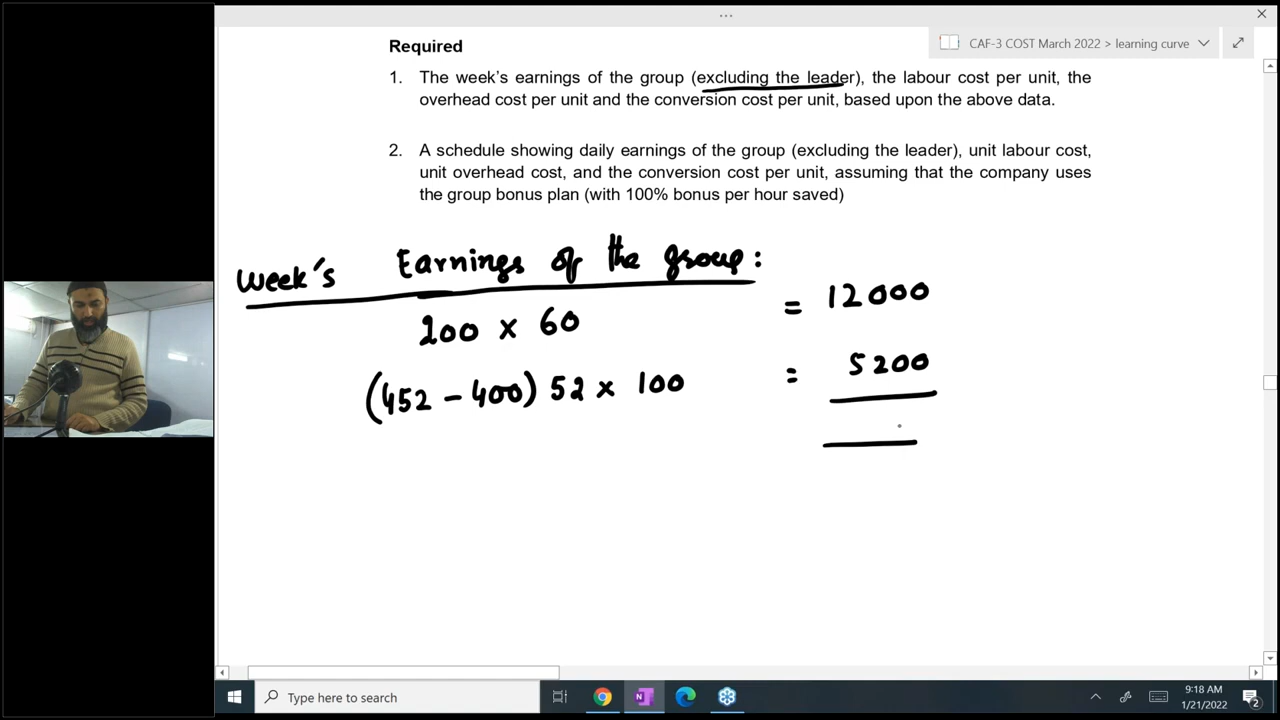 CAF-3 COST March 2022 > learning curve
Required
1. The week's earnings of the group (excluding the leader), the labour cost per unit, the
overhead cost per unit and the conversion cost per unit, based upon the above data.
2. A schedule showing daily earnings of the group (excluding the leader), unit labour cost,
unit overhead cost, and the conversion cost per unit, assuming that the company uses
the group bonus plan (with 100% bonus per hour saved)
Week's Earnings of the group:
200 x 60 = 12000
(452 - 400) 52 x 100 = 5200
Type here to search
9:18 AM
1/21/2022
2